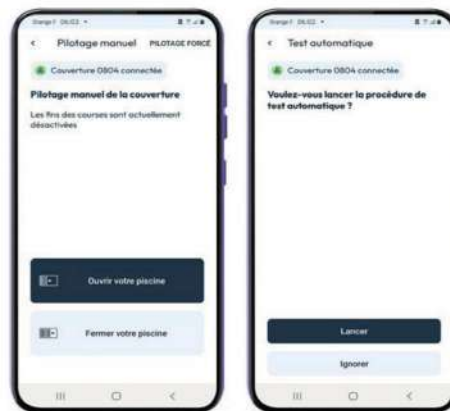 Pilotage manuel
PILOTAGE FORCÉ
Couverture 0804 connectée
Pilotage manuel de la couverture
Les fins des courses sont actuellement
désactivées
Ouvrir votre piscine
Fermer votre piscine
Test automatique
Couverture 0804 connectée
Voulez-vous lancer la procédure de
test automatique ?
Lancer
Ignorer